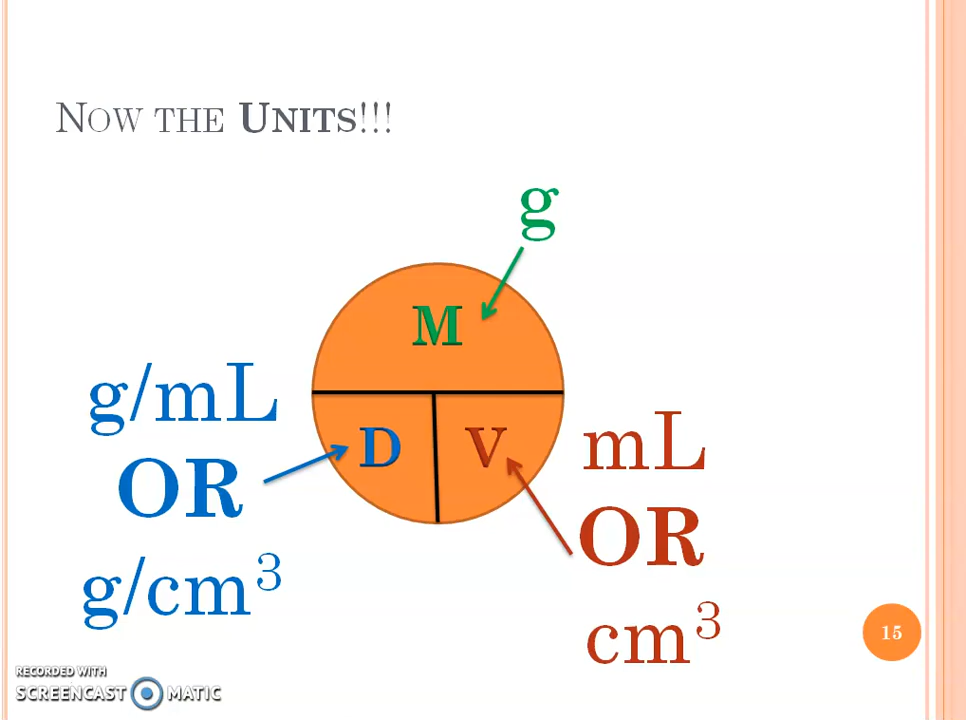 NOW THE UNITS!!!
g
M
g/mL
OR
g/cm³
D
V
mL
OR
cm³
15
RECORDED WITH
SCREENCAST MATIC